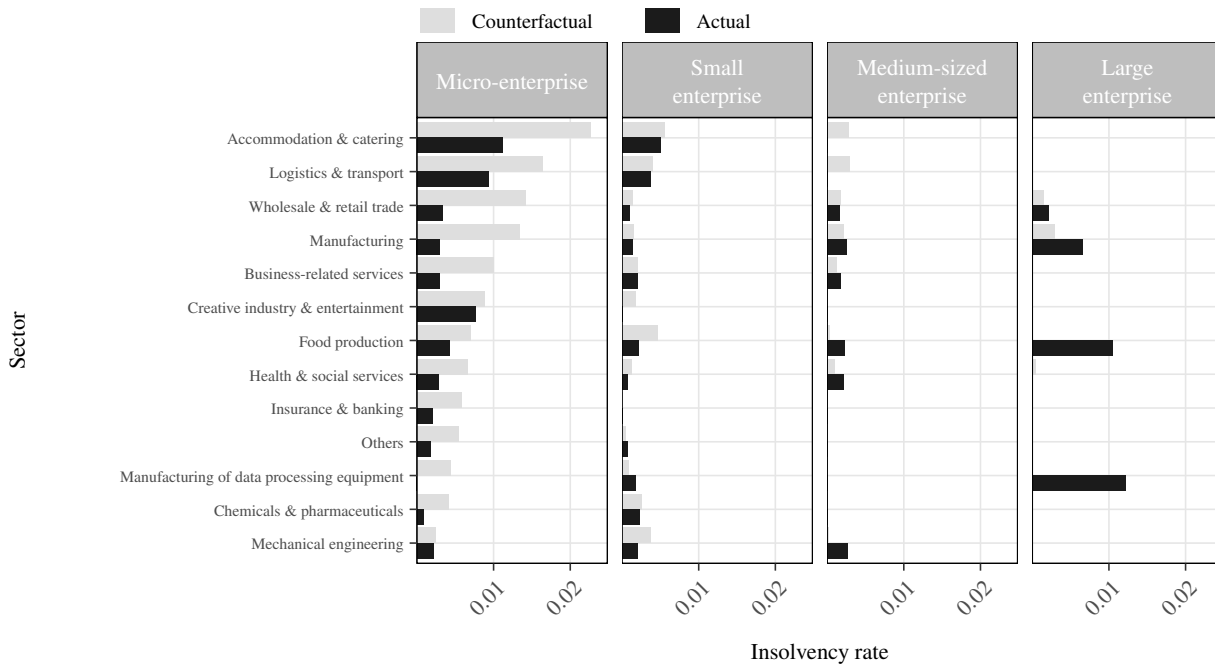 Counterfactual
Actual
Micro-enterprise
Small
enterprise
Medium-sized
enterprise
Large
enterprise
Sector
Accommodation & catering
Logistics & transport
Wholesale & retail trade
Manufacturing
Business-related services
Creative industry & entertainment
Food production
Health & social services
Insurance & banking
Others
Manufacturing of data processing equipment
Chemicals & pharmaceuticals
Mechanical engineering
0.01
0.02
0.01
0.02
0.01
0.02
0.01
0.02
Insolvency rate